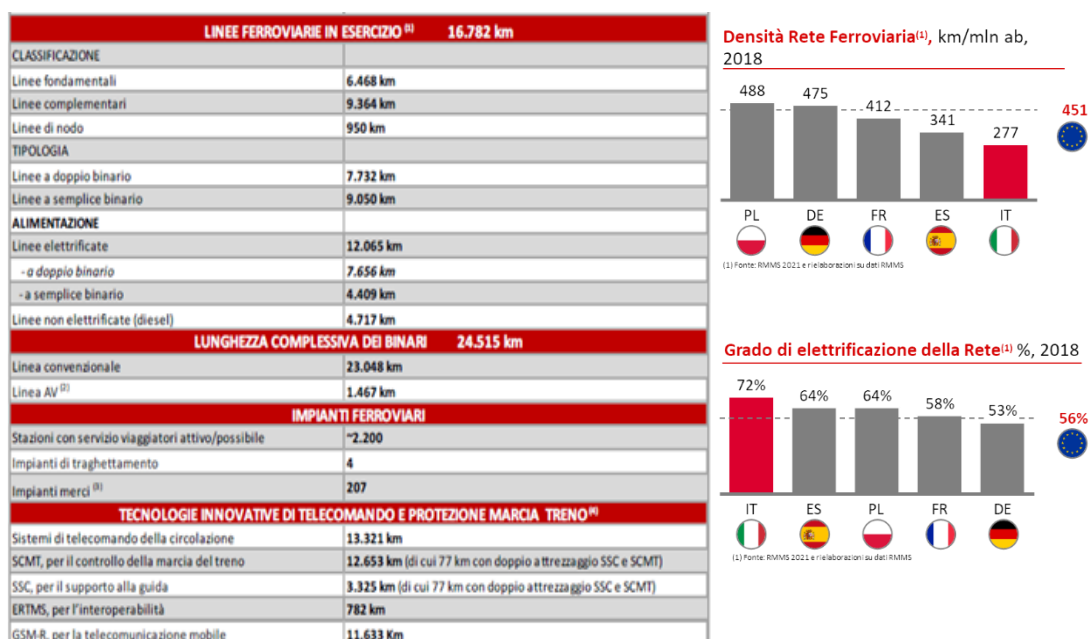 LINEE FERROVIARIE IN ESERCIZIO (1) 16.782 km
CLASSIFICAZIONE
Linee fondamentali 6.468 km
Linee complementari 9.364 km
Linee di nodo 950 km
TIPOLOGIA
Linee a doppio binario 7.732 km
Linee a semplice binario 9.050 km
ALIMENTAZIONE
Linee elettrificate 12.065 km
- a doppio binario 7.656 km
- a semplice binario 4.409 km
Linee non elettrificate (diesel) 4.717 km
LUNGHEZZA COMPLESSIVA DEI BINARI 24.515 km
Linea convenzionale 23.048 km
Linea AV (2) 1.467 km
IMPIANTI FERROVIARI
Stazioni con servizio viaggiatori attivo/possibile ~2.200
Impianti di traghettamento 4
Impianti merci (3) 207
TECNOLOGIE INNOVATIVE DI TELECOMANDO E PROTEZIONE MARCIA TRENO(4)
Sistemi di telecomando della circolazione 13.321 km
SCMT, per il controllo della marcia del treno 12.653 km (di cui 77 km con doppio attrezzaggio SSC e SCMT)
SSC, per il supporto alla guida 3.325 km (di cui 77 km con doppio attrezzaggio SSC e SCMT)
ERTMS, per l'interoperabilità 782 km
GSM-R, per la telecomunicazione mobile 11.633 Km
Densità Rete Ferroviaria(1), km/mln ab,
2018
488 475 412 341 277
451
PL DE FR ES IT
(1) Fonte: RMMS 2021 e rielaborazioni su dati RMMS
Grado di elettrificazione della Rete(1) %, 2018
72% 64% 64% 58% 53%
56%
IT ES PL FR DE
(1) Fonte: RMMS 2021 e rielaborazioni su dati RMMS